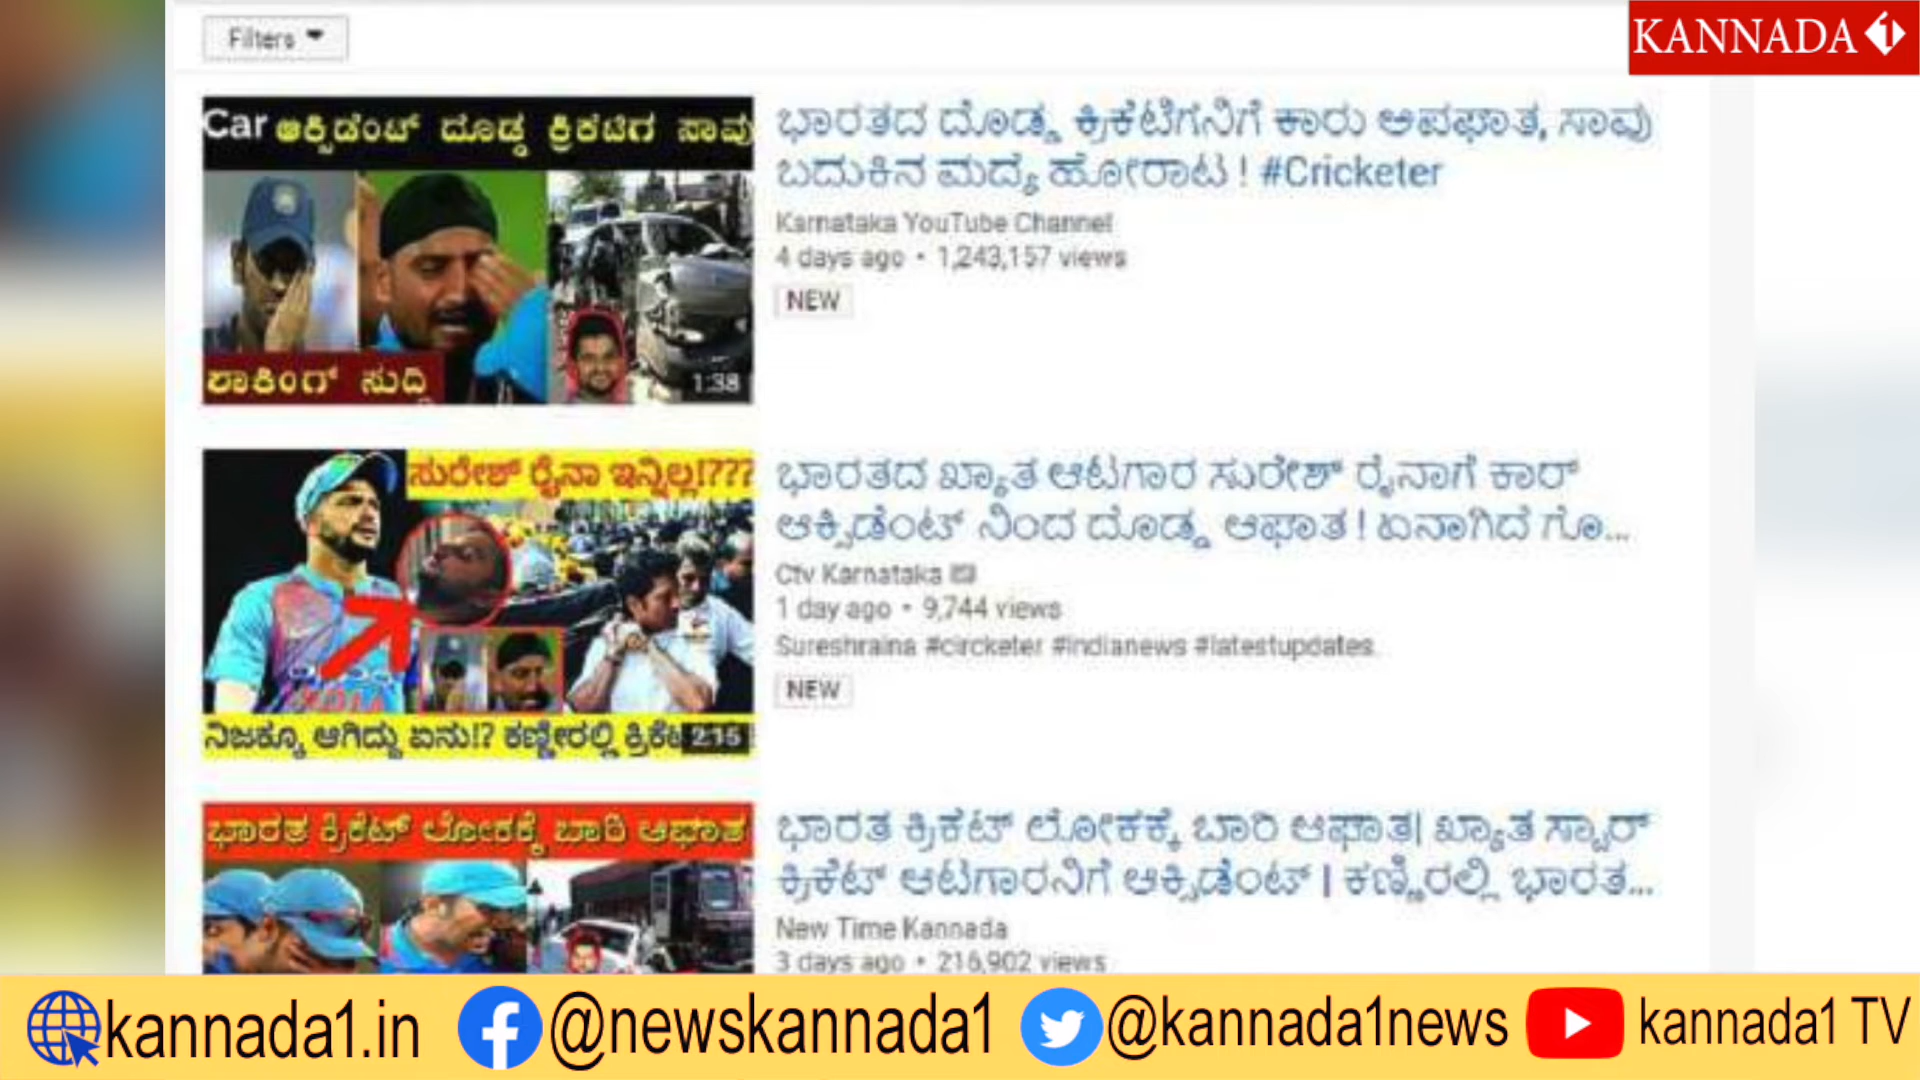 Filters
KANNADA 1
Car ಆಕ್ಸಿಡೆಂಟ್ ದೊಡ್ಡ ಕ್ರಿಕೆಟಿಗ ಸಾವು
ಶಾಕಿಂಗ್ ಸುದ್ದಿ
1:38
ಭಾರತದ ದೊಡ್ಡ ಕ್ರಿಕೆಟಿಗನಿಗೆ ಕಾರು ಅಪಘಾತ, ಸಾವು
ಬದುಕಿನ ಮದ್ಯೆ ಹೋರಾಟ ! #Cricketer
Karnataka YouTube Channel
4 days ago • 1,243,157 views
NEW
ಸುರೇಶ್ ರೈನಾ ಇನ್ನಿಲ್ಲ!???
ನಿಜಕ್ಕೂ ಆಗಿದ್ದು ಏನು!? ಕಣ್ಣೀರಲ್ಲಿ
2:15
ಭಾರತದ ಖ್ಯಾತ ಆಟಗಾರ ಸುರೇಶ್ ರೈನಾಗೆ ಕಾರ್
ಆಕ್ಸಿಡೆಂಟ್ ನಿಂದ ದೊಡ್ಡ ಆಘಾತ ! ಏನಾಗಿದೆ ಗೊ...
Ctv Karnataka
1 day ago • 9,744 views
Sureshraina #circketer #indianews #latestupdates
NEW
ಭಾರತ ಕ್ರಿಕೆಟ್ ಲೋಕಕ್ಕೆ ಬಾರಿ ಆಘಾತ
ಭಾರತ ಕ್ರಿಕೆಟ್ ಲೋಕಕ್ಕೆ ಬಾರಿ ಆಘಾತ| ಖ್ಯಾತ ಸ್ಟಾರ್
ಕ್ರಿಕೆಟ್ ಆಟಗಾರನಿಗೆ ಆಕ್ಸಿಡೆಂಟ್ | ಕಣ್ಣಿರಲ್ಲಿ ಭಾರತ...
New Time Kannada
3 days ago • 216,902 views
kannada1.in @newskannada1 @kannada1news kannada1 TV